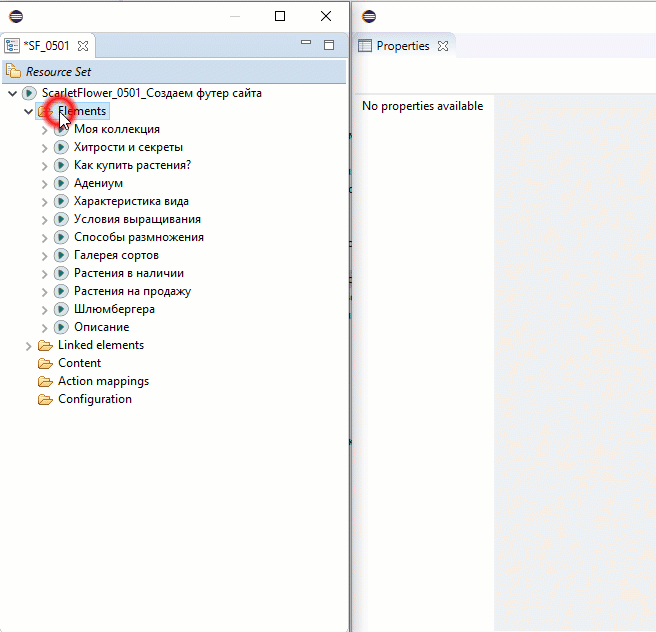 *SF_0501
Resource Set
ScarletFlower_0501_Создаем футер сайта
Elements
Моя коллекция
Хитрости и секреты
Как купить растения?
Адениум
Характеристика вида
Условия выращивания
Способы размножения
Галерея сортов
Растения в наличии
Растения на продажу
Шлюмбергера
Описание
Linked elements
Content
Action mappings
Configuration
Properties
No properties available